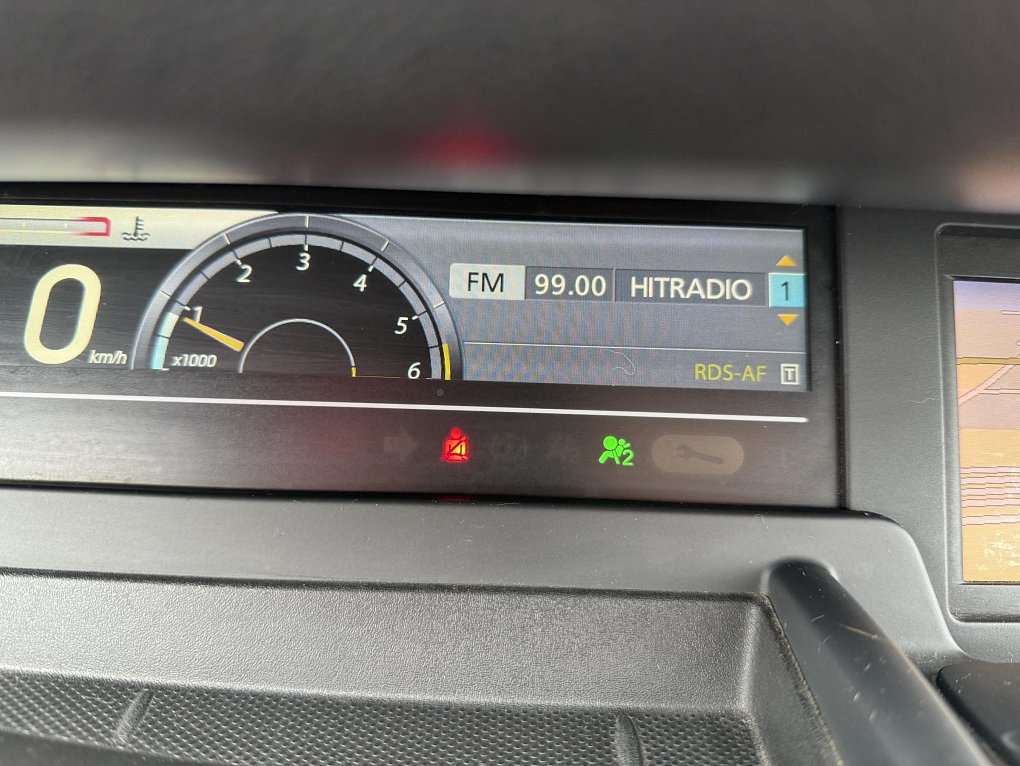 FM 99.00 HITRADIO 1
1 2 3 4 5 6
0 km/h
x1000
RDS-AF T
2